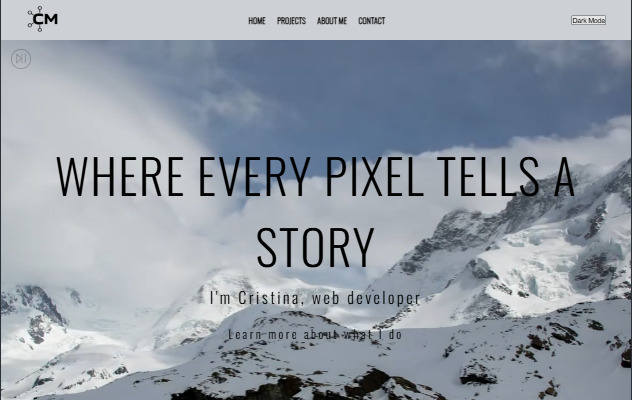 CM
HOME PROJECTS ABOUT ME CONTACT
Dark Mode
WHERE EVERY PIXEL TELLS A
STORY
I'm Cristina, web developer
Learn more about what I do